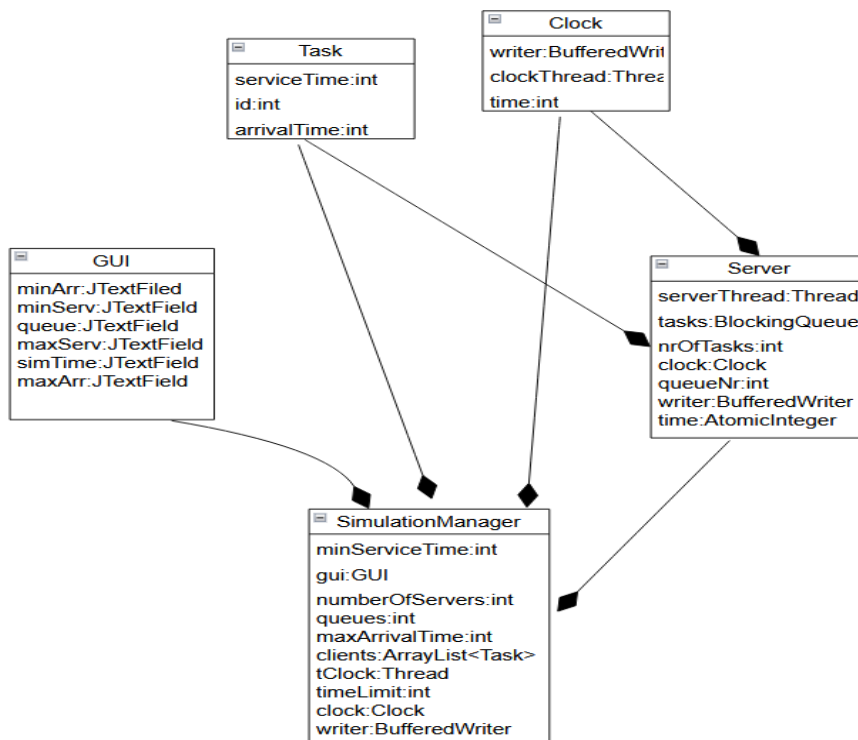 Task
serviceTime:int
id:int
arrivalTime:int
Clock
writer:BufferedWrit
clockThread:Threa
time:int
GUI
minArr:JTextFiled
minServ:JTextField
queue:JTextField
maxServ:JTextField
simTime:JTextField
maxArr:JTextField
Server
serverThread:Thread
tasks:BlockingQueue
nrOfTasks:int
clock:Clock
queueNr:int
writer:BufferedWriter
time:AtomicInteger
SimulationManager
minServiceTime:int
gui:GUI
numberOfServers:int
queues:int
maxArrivalTime:int
clients:ArrayList<Task>
tClock:Thread
timeLimit:int
clock:Clock
writer:BufferedWriter